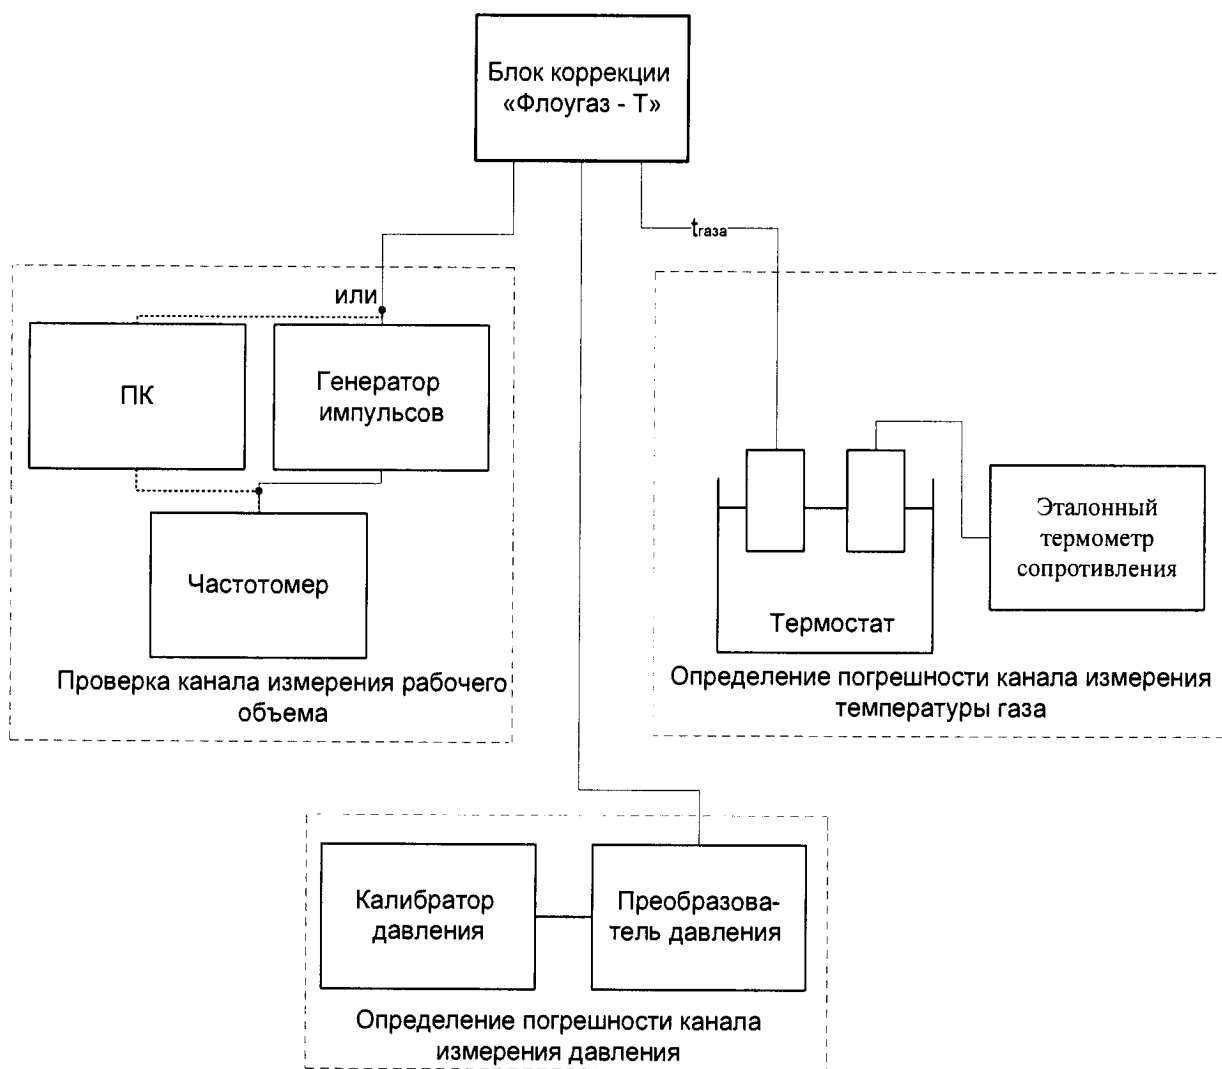 Блок коррекции
«Флоугаз - Т»
tгаза
или
ПК
Генератор
импульсов
Частотомер
Проверка канала измерения рабочего
объема
Эталонный
термометр
сопротивления
Термостат
Определение погрешности канала измерения
температуры газа
Калибратор
давления
Преобразова-
тель давления
Определение погрешности канала
измерения давления